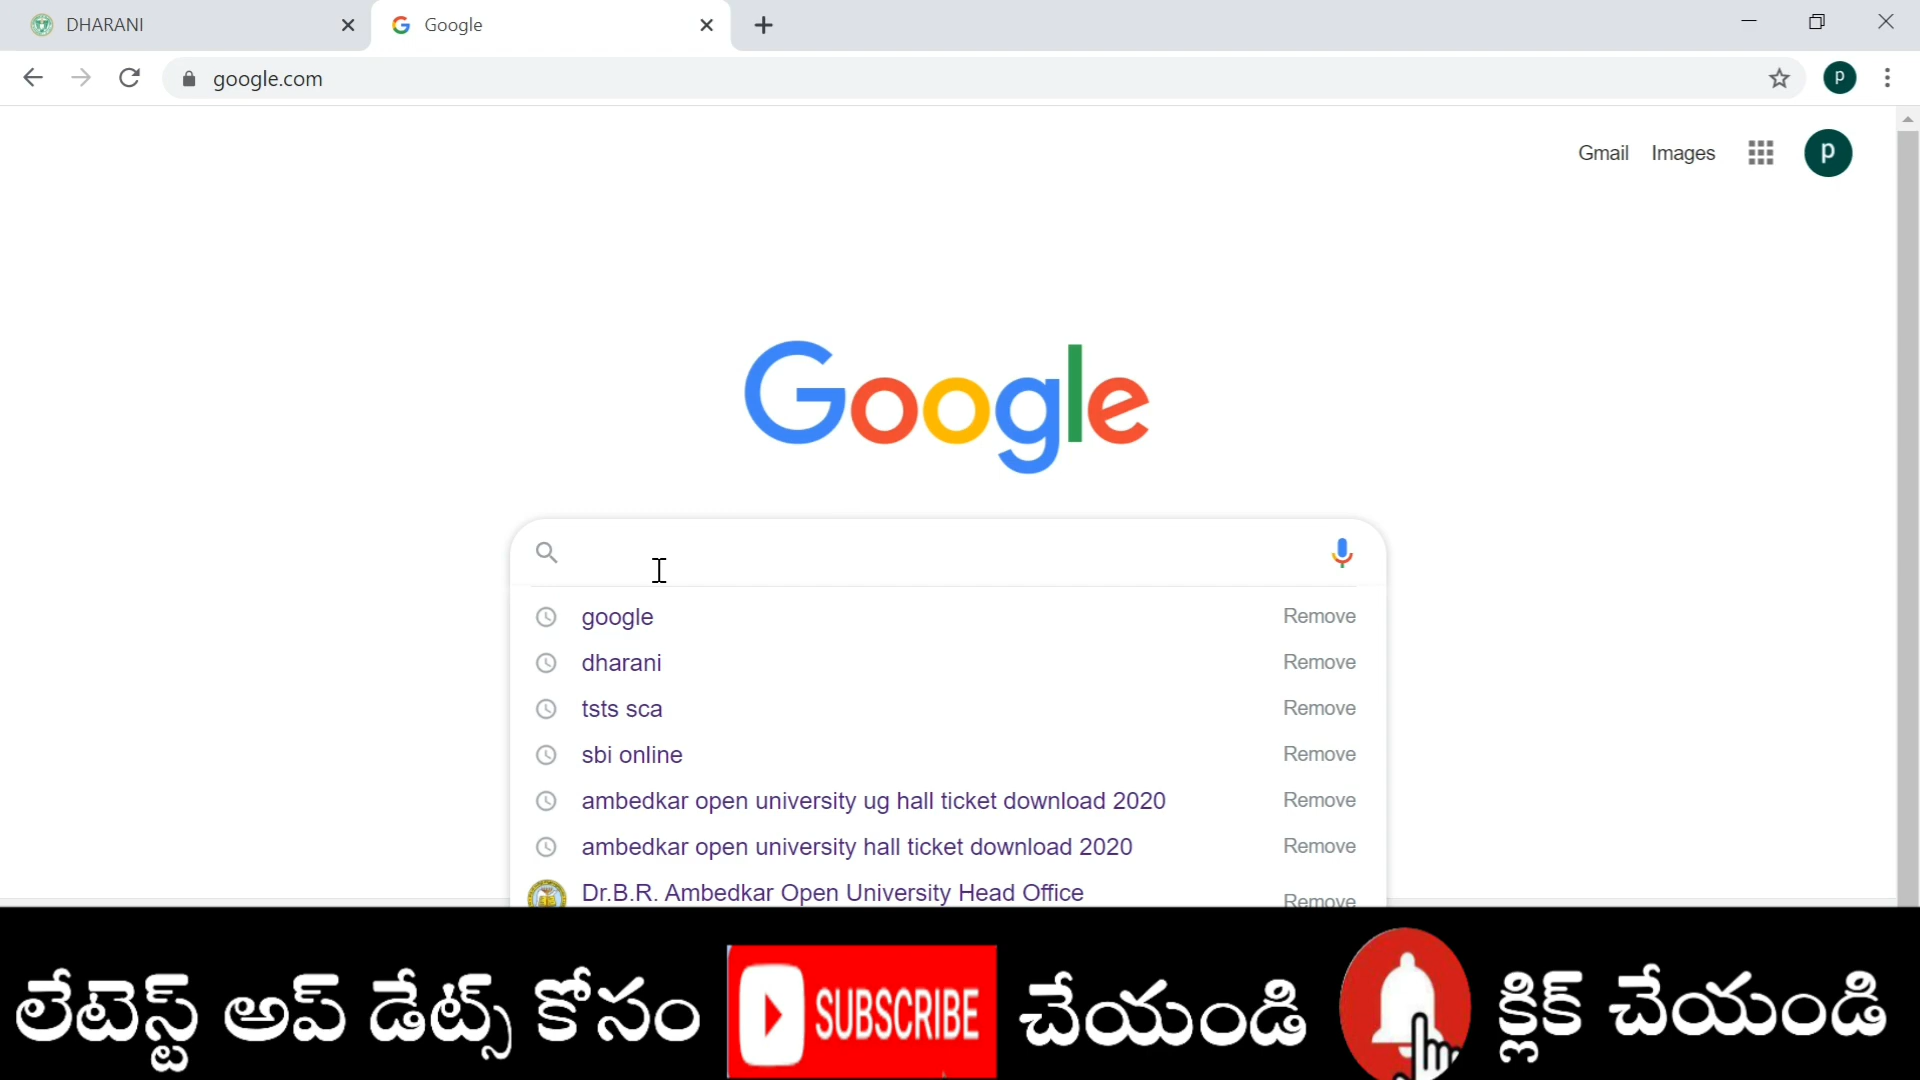 DHARANI
Google
google.com
p
Gmail Images
p
Google
google Remove
dharani Remove
tsts sca Remove
sbi online Remove
ambedkar open university ug hall ticket download 2020 Remove
ambedkar open university hall ticket download 2020 Remove
Dr.B.R. Ambedkar Open University Head Office Remove
లేటెస్ట్ అప్ డేట్స్ కోసం SUBSCRIBE చేయండి క్లిక్ చేయండి